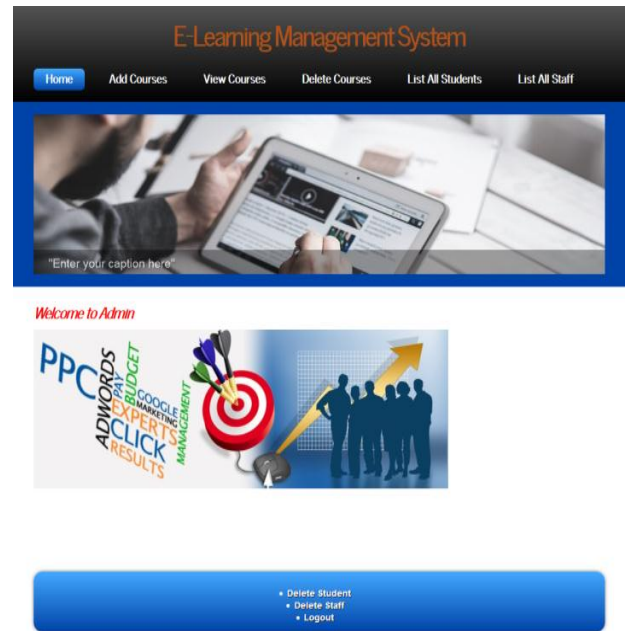 E-Learning Management System
Home Add Courses View Courses Delete Courses List All Students List All Staff
"Enter your caption here"
Welcome to Admin
PPC
ADWORDS
PAY
BUDGET
GOOGLE
MARKETING
EXPERTS
CLICK
RESULTS
MANAGEMENT
• Delete Student
• Delete Staff
• Logout